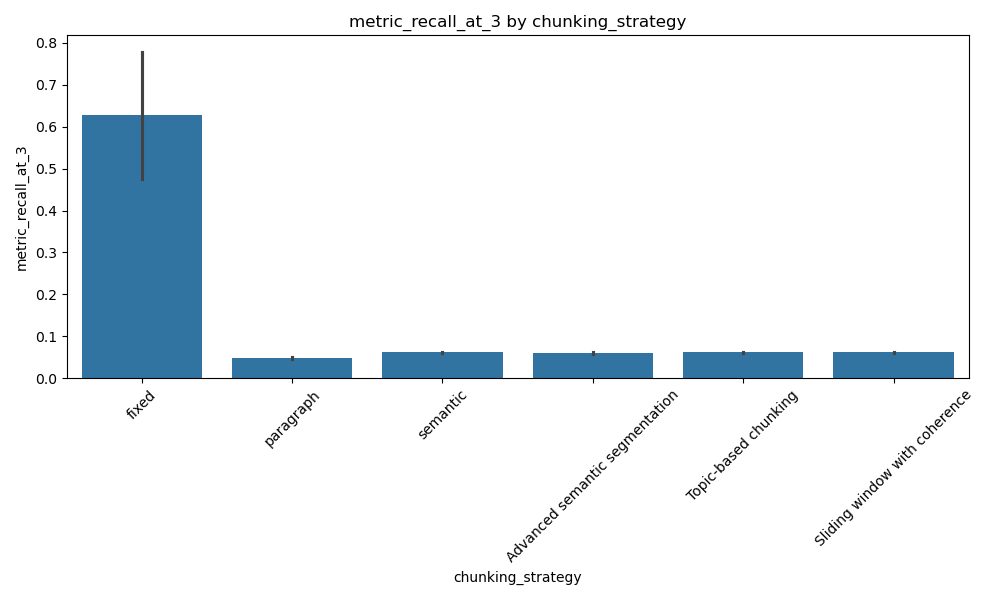 metric_recall_at_3 by chunking_strategy
metric_recall_at_3
0.8
0.7
0.6
0.5
0.4
0.3
0.2
0.1
0.0
fixed
paragraph
semantic
Advanced semantic segmentation
Topic-based chunking
Sliding window with coherence
chunking_strategy